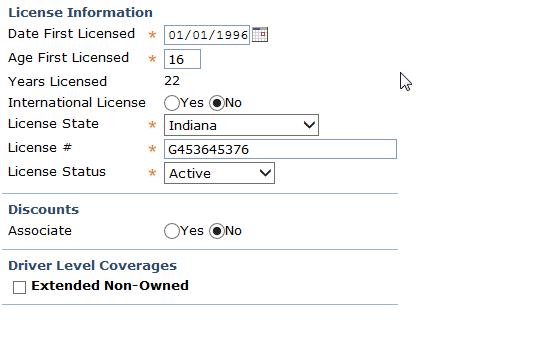 License Information
Date First Licensed * 01/01/1996
Age First Licensed * 16
Years Licensed 22
International License Yes No
License State * Indiana
License # * G453645376
License Status * Active
Discounts
Associate Yes No
Driver Level Coverages
Extended Non-Owned